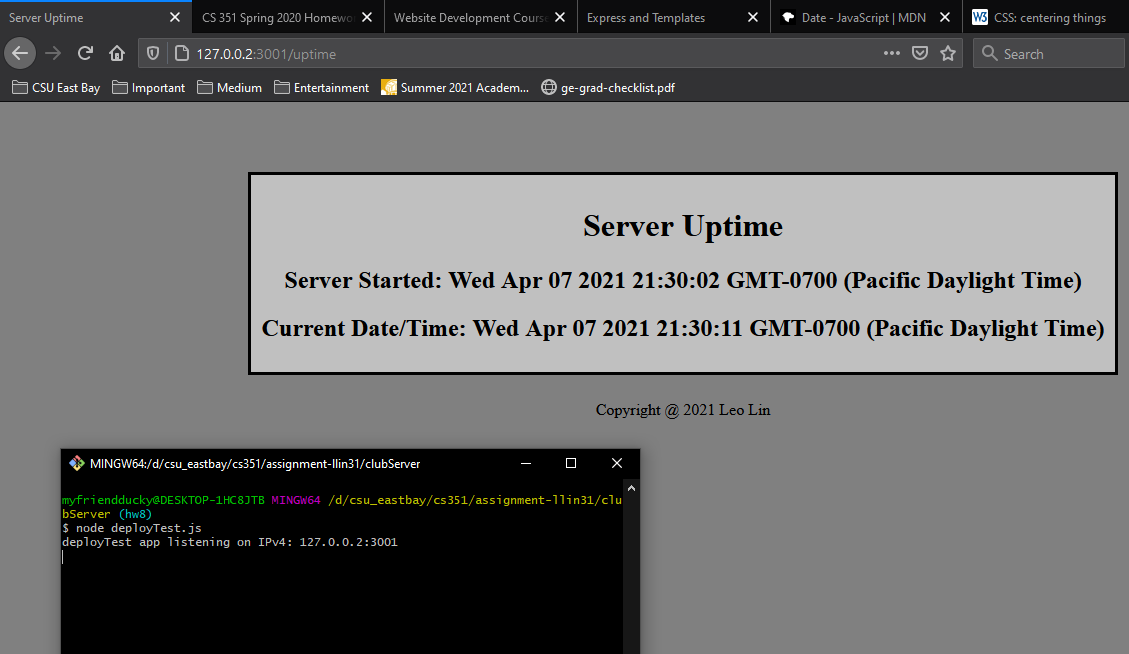 Server Uptime
CS 351 Spring 2020 Homewo
Website Development Course
Express and Templates
Date - JavaScript | MDN
W3 CSS: centering things
127.0.0.2:3001/uptime
Search
CSU East Bay
Important
Medium
Entertainment
Summer 2021 Academ...
ge-grad-checklist.pdf
Server Uptime
Server Started: Wed Apr 07 2021 21:30:02 GMT-0700 (Pacific Daylight Time)
Current Date/Time: Wed Apr 07 2021 21:30:11 GMT-0700 (Pacific Daylight Time)
Copyright @ 2021 Leo Lin
MINGW64:/d/csu_eastbay/cs351/assignment-llin31/clubServer
myfriendducky@DESKTOP-1HC8JTB MINGW64 /d/csu_eastbay/cs351/assignment-llin31/clu
bServer (hw8)
$ node deployTest.js
deployTest app listening on IPv4: 127.0.0.2:3001